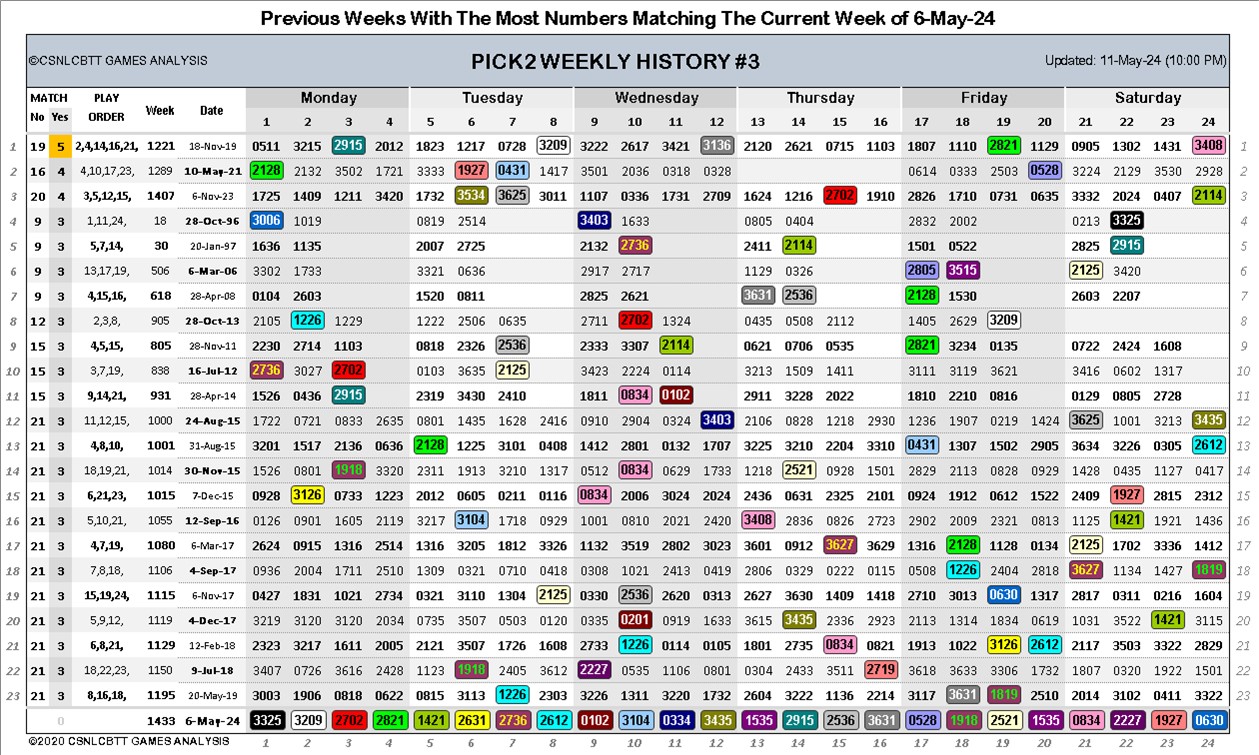 Previous Weeks With The Most Numbers Matching The Current Week of 6-May-24
©CSNLCBTT GAMES ANALYSIS PICK2 WEEKLY HISTORY #3 Updated: 11-May-24 (10:00 PM)
MATCH PLAY Week Date Monday Tuesday Wednesday Thursday Friday Saturday
No Yes ORDER 1 2 3 4 5 6 7 8 9 10 11 12 13 14 15 16 17 18 19 20 21 22 23 24
1 19 5 2,4,14,16,21, 1221 18-Nov-19 0511 3215 2915 2012 1823 1217 0728 3209 3222 2617 3421 3136 2120 2621 0715 1103 1807 1110 2821 1129 0905 1302 1431 3408 1
2 16 4 4,10,17,23, 1289 10-May-21 2128 2132 3502 1721 3333 1927 0431 1417 3501 2036 0318 0328 0614 0333 2503 0528 3224 2129 3530 2928 2
3 20 4 3,5,12,15, 1407 6-Nov-23 1725 1409 1211 3420 1732 3534 3625 3011 1107 0336 1731 2709 1624 1216 2702 1910 2826 1710 0731 0635 3332 2024 0407 2114 3
4 9 3 1,11,24, 18 28-Oct-96 3006 1019 0819 2514 3403 1633 0805 0404 2832 2002 0213 3325 4
5 9 3 5,7,14, 30 20-Jan-97 1636 1135 2007 2725 2132 2736 2411 2114 1501 0522 2825 2915 5
6 9 3 13,17,19, 506 6-Mar-06 3302 1733 3321 0636 2917 2717 1129 0326 2805 3515 2125 3420 6
7 9 3 4,15,16, 618 28-Apr-08 0104 2603 1520 0811 2825 2621 3631 2536 2128 1530 2603 2207 7
8 12 3 2,3,8, 905 28-Oct-13 2105 1226 1229 1222 2506 0635 2711 2702 1324 0435 0508 2112 1405 2629 3209 8
9 15 3 4,5,15, 805 28-Nov-11 2230 2714 1103 0818 2326 2536 2333 3307 2114 0621 0706 0535 2821 3234 0135 0722 2424 1608 9
10 15 3 3,7,19, 838 16-Jul-12 2736 3027 2702 0103 3635 2125 3423 2224 0114 3213 1509 1411 3111 3119 3621 3416 0602 1317 10
11 15 3 9,14,21, 931 28-Apr-14 1526 0436 2915 2319 3430 2410 1811 0834 0102 2911 3228 2022 1810 2210 0816 0129 0805 2728 11
12 21 3 11,12,15, 1000 24-Aug-15 1722 0721 0833 2635 0801 1435 1628 2416 0910 2904 0324 3403 2106 0828 1218 2930 1236 1907 0219 1424 3625 1001 3213 3435 12
13 21 3 4,8,10, 1001 31-Aug-15 3201 1517 2136 0636 2128 1225 1811 0408 1412 2801 0132 1707 3225 3210 2204 3110 0431 1307 1502 2905 3634 3326 0305 2612 13
14 21 3 18,19,21, 1014 30-Nov-15 1526 0801 1918 3320 2311 1913 3210 1317 0512 0834 0629 1733 1218 2521 0928 1501 2829 2113 0828 0929 1428 0435 1127 0417 14
15 21 3 6,21,23, 1015 7-Dec-15 0928 3126 0733 1223 2012 0605 0211 0116 0834 2006 3024 2024 2436 0631 2325 2101 0924 1912 0612 1522 2409 1927 2815 2312 15
16 21 3 5,10,21, 1055 12-Sep-16 0126 0901 1605 2119 5217 3104 1718 0929 1001 0810 2021 2420 3408 2836 0826 2723 2902 2009 2321 0813 1125 1421 1921 1436 16
17 21 3 4,7,19, 1080 6-Mar-17 2624 0915 1316 2514 1316 3205 1812 3326 1132 3519 2802 3023 3601 0912 3627 3629 1316 2128 1128 0134 2125 1702 3336 1412 17
18 21 3 7,8,18, 1106 4-Sep-17 0936 2004 1711 2510 1309 0321 0710 0418 0308 1021 2413 0419 2806 0329 0222 0115 0508 1226 2404 2818 3627 1134 1427 1819 18
19 21 3 15,19,24, 1115 6-Nov-17 0427 1831 1021 2734 0321 3110 1304 2125 0330 2536 2620 0313 2627 3630 1409 1418 2710 3013 0630 1317 2817 0311 0216 1604 19
20 21 3 5,9,12, 1119 4-Dec-17 3219 3120 3120 2034 0735 3507 0503 0120 0335 0201 0919 1634 3615 3435 2336 2923 2113 1314 1834 0619 1031 3522 1421 3115 20
21 21 3 6,8,21, 1129 12-Feb-18 2323 3217 1611 2005 2121 3507 1726 1608 2733 1226 0114 0105 1801 2715 0834 0821 1913 1022 3126 2612 2117 3503 3322 2829 21
22 21 3 18,22,23, 1150 9-Jul-18 3407 0726 3616 2428 1123 1918 2405 3612 2227 0535 1106 0801 0304 2433 3511 2719 3618 3633 3306 1732 1807 0320 1922 1501 22
23 21 3 8,16,18, 1195 20-May-19 3003 1906 0818 0622 0815 3113 1226 2303 3226 1311 3220 1732 2604 3222 1136 2214 3117 3631 1819 2510 2014 3102 0411 3322 23
0 1433 6-May-24 3325 3209 2702 2821 1421 2631 2736 2612 0102 3104 0334 3435 1535 2915 2536 3631 0528 1918 2521 1535 0834 2227 1927 0630
©2020 CSNLCBTT GAMES ANALYSIS 1 2 3 4 5 6 7 8 9 10 11 12 13 14 15 16 17 18 19 20 21 22 23 24